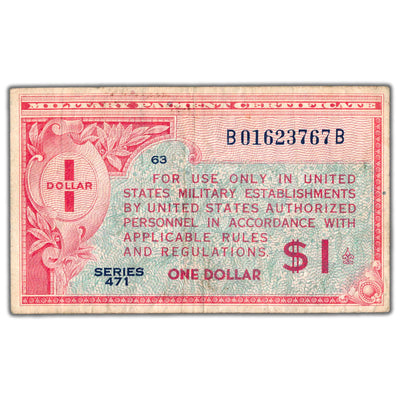 MILITARY PAYMENT CERTIFICATE
B01623767B
63
1
DOLLAR
FOR USE ONLY IN UNITED
STATES MILITARY ESTABLISHMENTS
BY UNITED STATES AUTHORIZED
PERSONNEL IN ACCORDANCE WITH
APPLICABLE RULES
AND REGULATIONS.
SERIES
471
ONE DOLLAR
$1